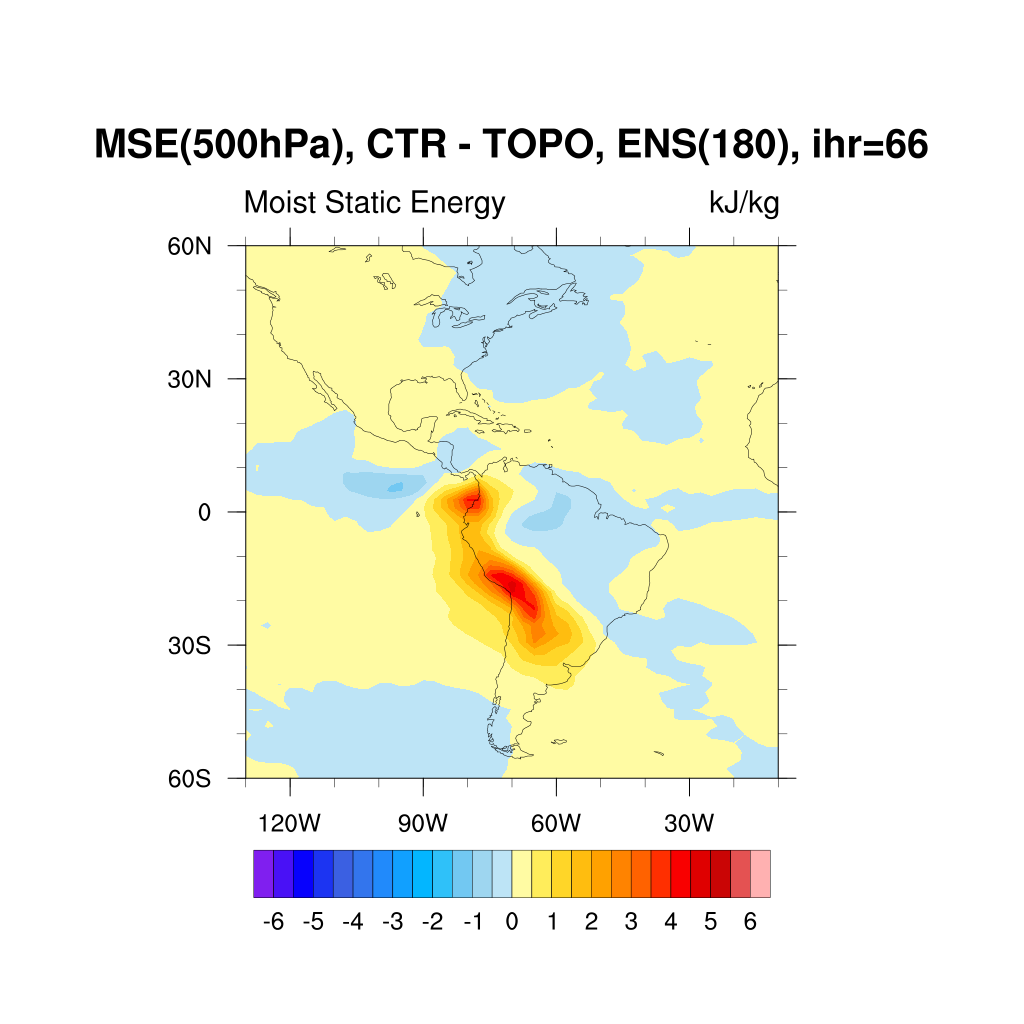 MSE(500hPa), CTR - TOPO, ENS(180), ihr=66
Moist Static Energy kJ/kg
60N
30N
0
30S
60S
120W 90W 60W 30W
-6 -5 -4 -3 -2 -1 0 1 2 3 4 5 6